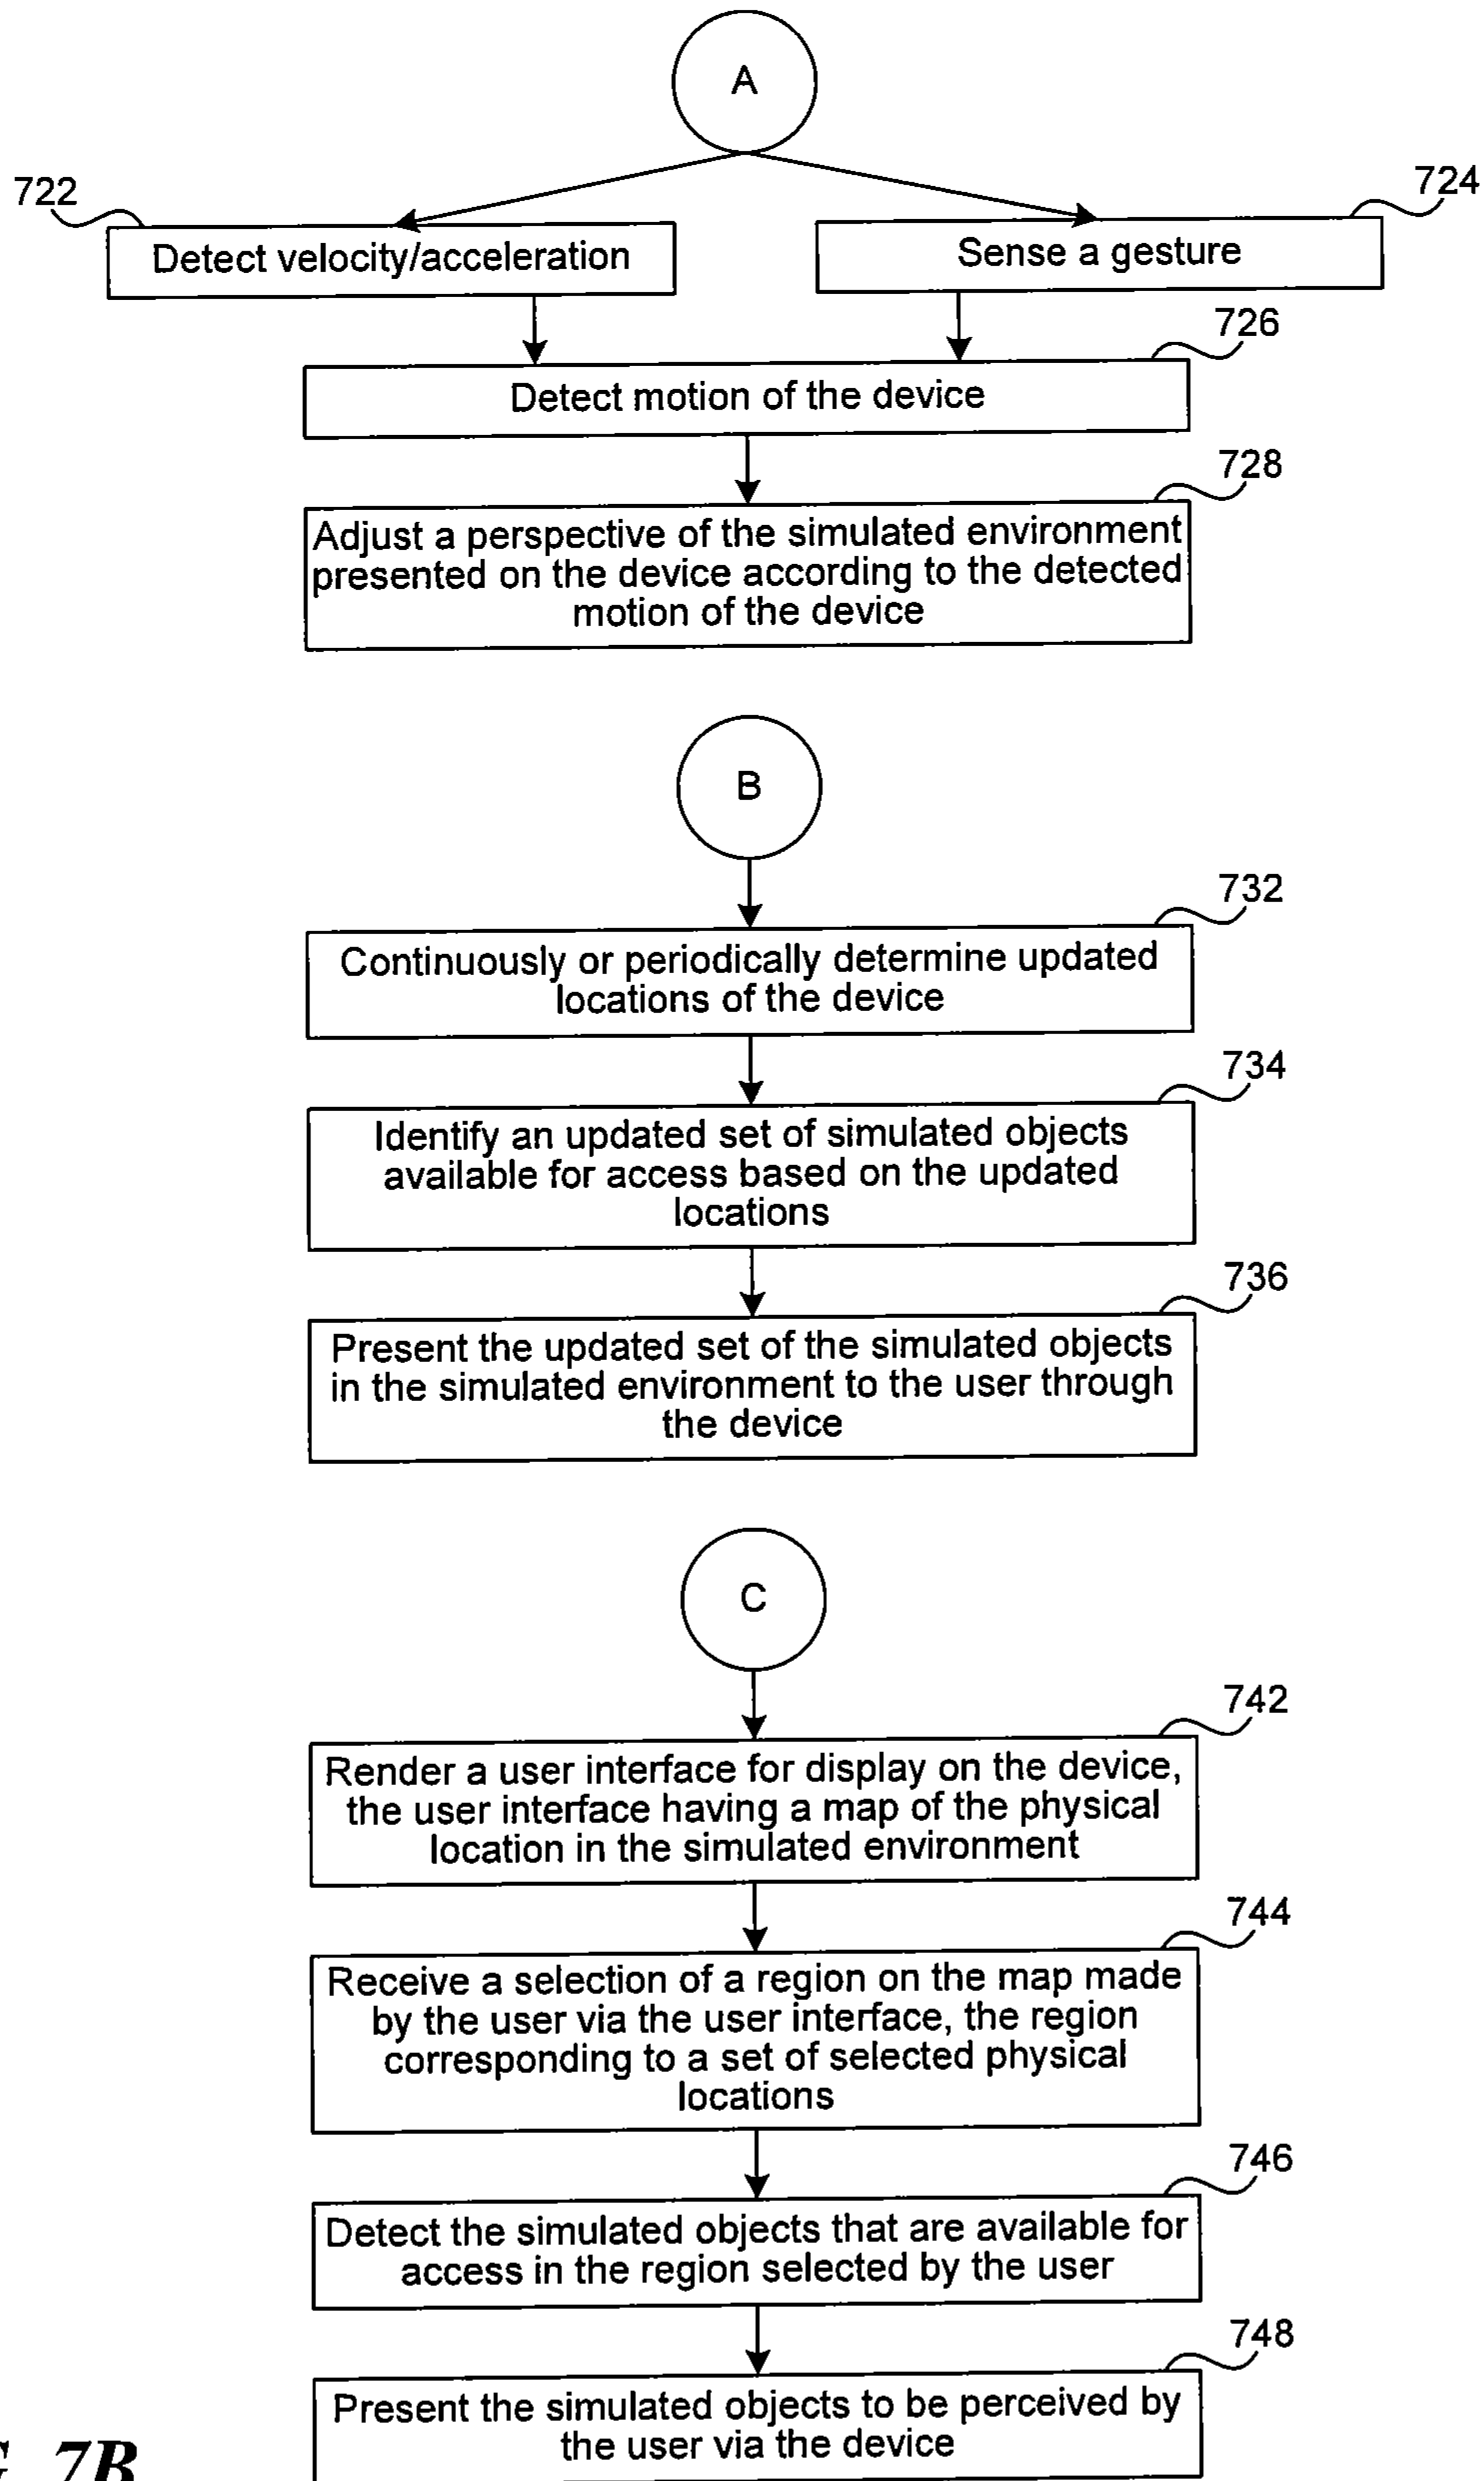 A
722
724
Detect velocity/acceleration
Sense a gesture
726
Detect motion of the device
728
Adjust a perspective of the simulated environment
presented on the device according to the detected
motion of the device
B
732
Continuously or periodically determine updated
locations of the device
734
Identify an updated set of simulated objects
available for access based on the updated
locations
736
Present the updated set of the simulated objects
in the simulated environment to the user through
the device
C
742
Render a user interface for display on the device,
the user interface having a map of the physical
location in the simulated environment
744
Receive a selection of a region on the map made
by the user via the user interface, the region
corresponding to a set of selected physical
locations
746
Detect the simulated objects that are available for
access in the region selected by the user
748
Present the simulated objects to be perceived by
the user via the device
7B